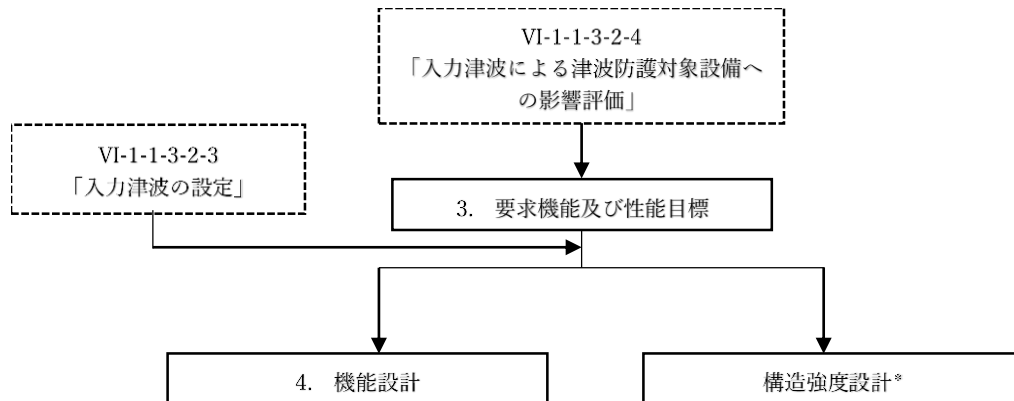 VI-1-1-3-2-4
「入力津波による津波防護対象設備へ
の影響評価」
VI-1-1-3-2-3
「入力津波の設定」
3. 要求機能及び性能目標
4. 機能設計
構造強度設計*